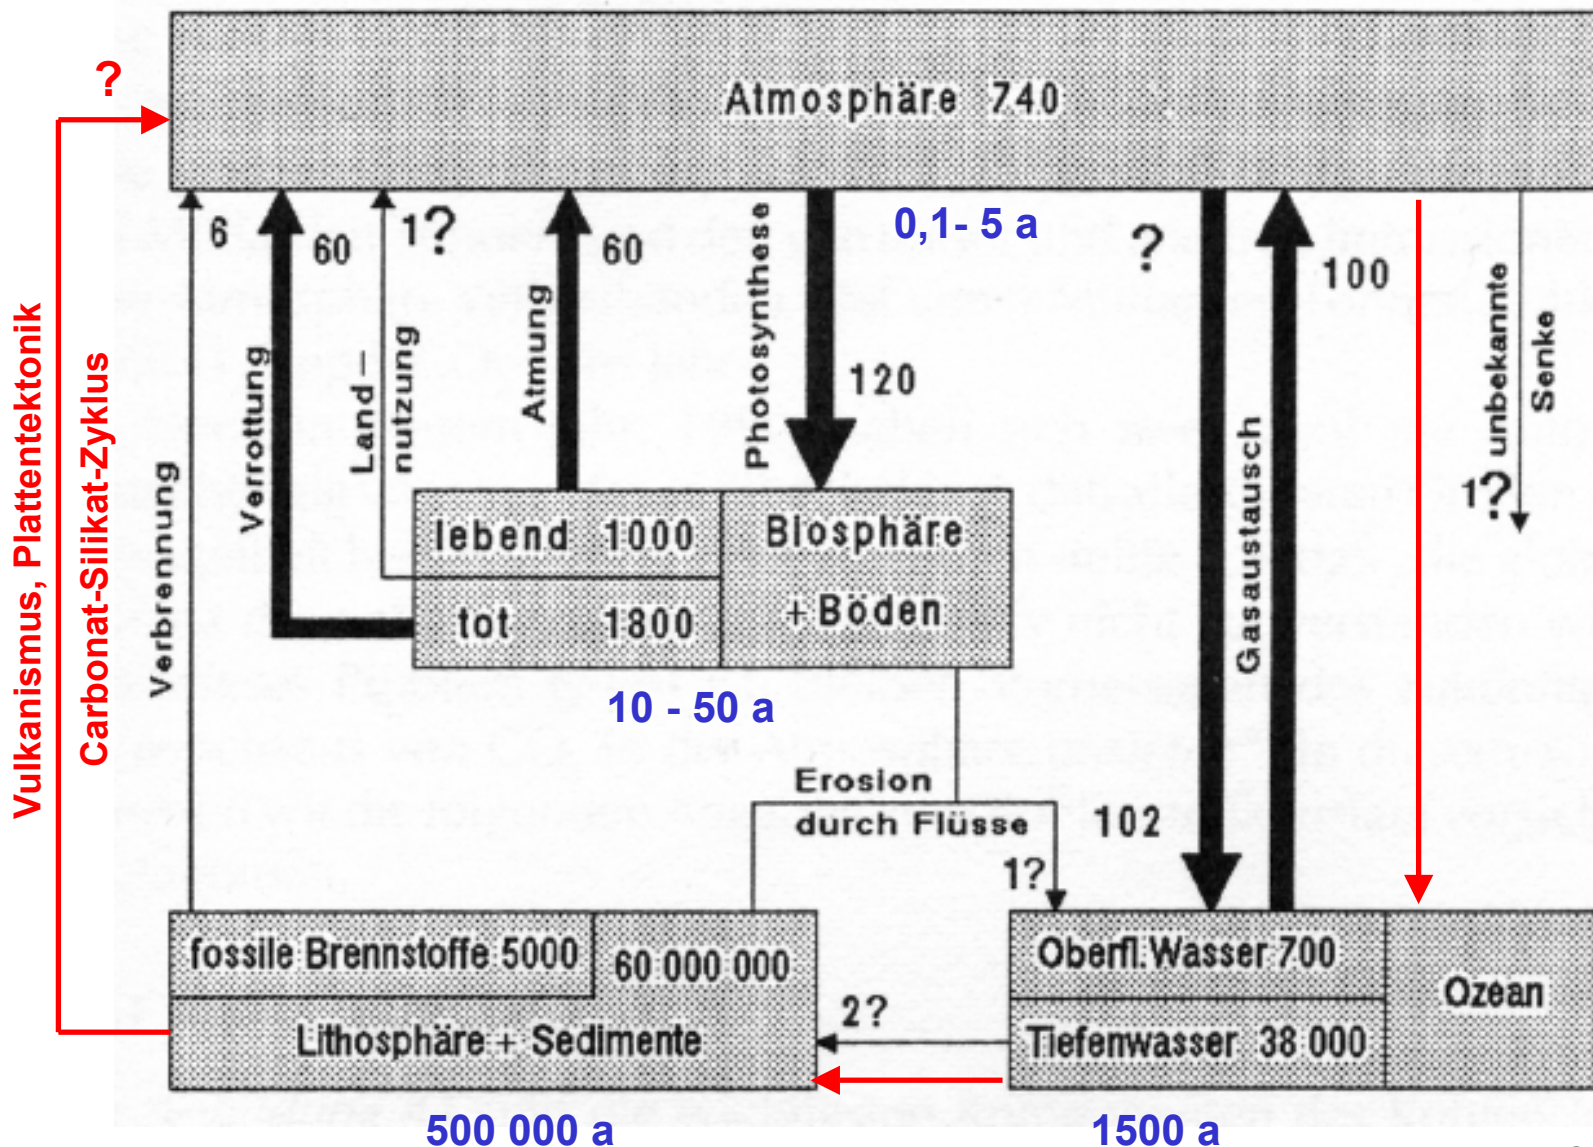 Atmosphäre 740
?
6
60
1?
60
Photosynthese
0,1- 5 a
?
100
unbekannte
Senke
1?
Vulkanismus, Plattentektonik
Carbonat-Silikat-Zyklus
Verbrennung
Verrottung
Land-
nutzung
Atmung
120
Gasaustausch
lebend 1000
tot 1800
Biosphäre
+ Böden
10 - 50 a
Erosion
durch Flüsse
102
1?
fossile Brennstoffe 5000
60 000 000
Lithosphäre + Sedimente
2?
Oberfl.Wasser 700
Tiefenwasser 38 000
Ozean
500 000 a
1500 a